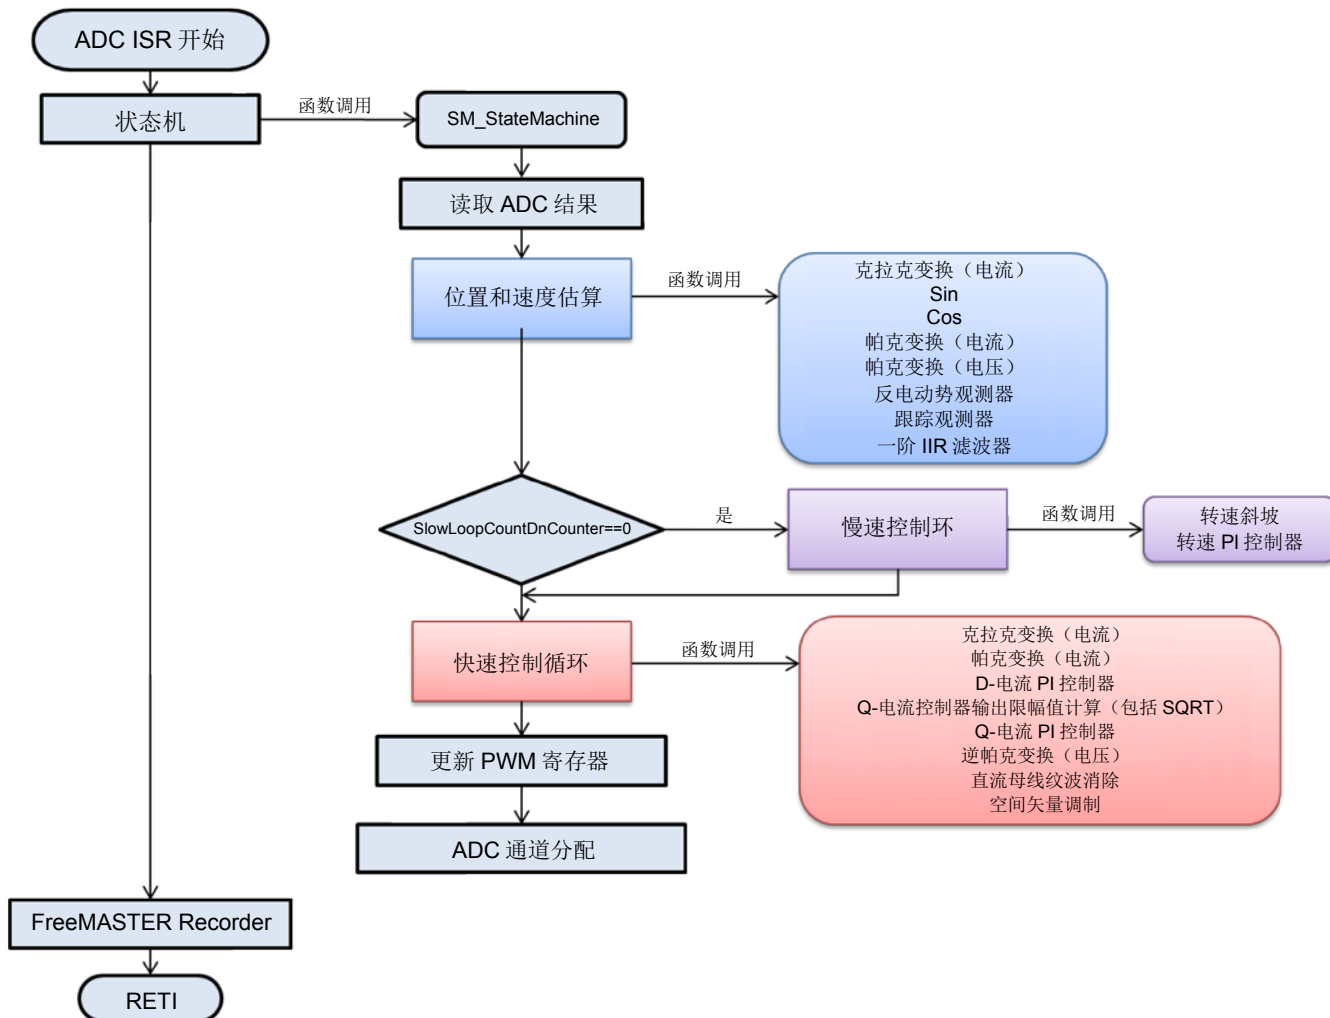 ADC ISR 开始
状态机
函数调用
SM_StateMachine
读取 ADC 结果
位置和速度估算
函数调用
克拉克变换（电流）
Sin
Cos
帕克变换（电流）
帕克变换（电压）
反电动势观测器
跟踪观测器
一阶 IIR 滤波器
SlowLoopCountDnCounter==0
是
慢速控制环
函数调用
转速斜坡
转速 PI 控制器
快速控制循环
函数调用
克拉克变换（电流）
帕克变换（电流）
D-电流 PI 控制器
Q-电流控制器输出限幅值计算（包括 SQRT）
Q-电流 PI 控制器
逆帕克变换（电压）
直流母线纹波消除
空间矢量调制
更新 PWM 寄存器
ADC 通道分配
FreeMASTER Recorder
RETI